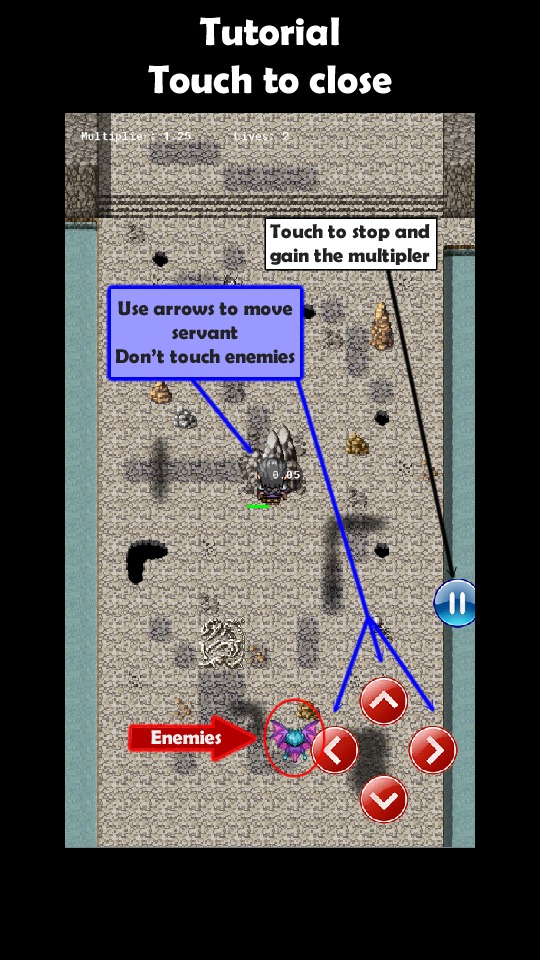 Tutorial
Touch to close
Multiplie : 1.25 Lives: 2
Touch to stop and
gain the multipler
Use arrows to move
servant
Don't touch enemies
0.05
Enemies